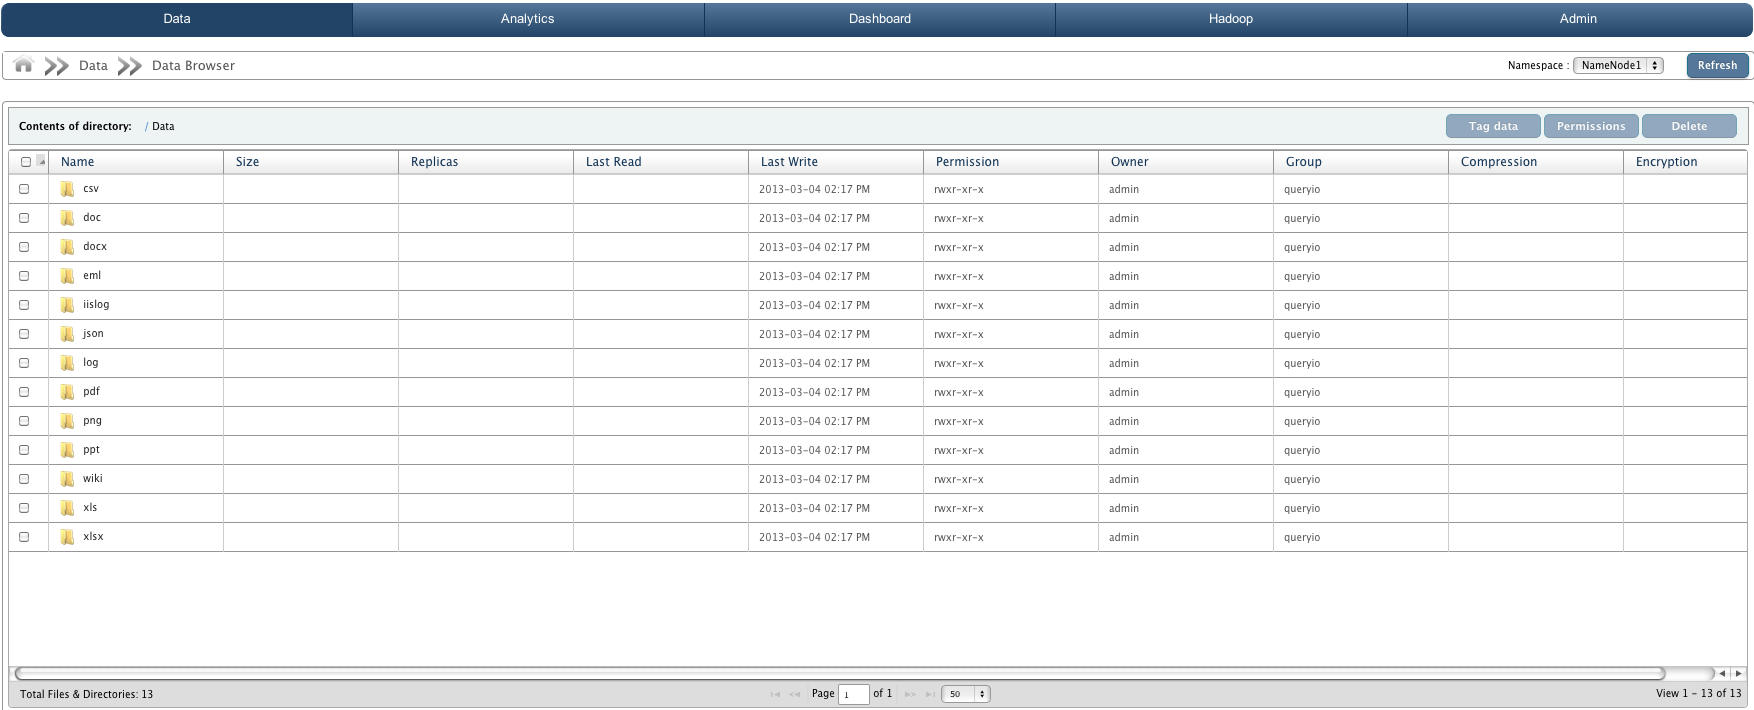 Data Analytics Dashboard Hadoop Admin
Data Data Browser Namespace : NameNode1 Refresh
Contents of directory: / Data Tag data Permissions Delete
Name Size Replicas Last Read Last Write Permission Owner Group Compression Encryption
csv 2013-03-04 02:17 PM rwxr-xr-x admin queryio
doc 2013-03-04 02:17 PM rwxr-xr-x admin queryio
docx 2013-03-04 02:17 PM rwxr-xr-x admin queryio
eml 2013-03-04 02:17 PM rwxr-xr-x admin queryio
iislog 2013-03-04 02:17 PM rwxr-xr-x admin queryio
json 2013-03-04 02:17 PM rwxr-xr-x admin queryio
log 2013-03-04 02:17 PM rwxr-xr-x admin queryio
pdf 2013-03-04 02:17 PM rwxr-xr-x admin queryio
png 2013-03-04 02:17 PM rwxr-xr-x admin queryio
ppt 2013-03-04 02:17 PM rwxr-xr-x admin queryio
wiki 2013-03-04 02:17 PM rwxr-xr-x admin queryio
xls 2013-03-04 02:17 PM rwxr-xr-x admin queryio
xlsx 2013-03-04 02:17 PM rwxr-xr-x admin queryio
Total Files & Directories: 13 Page 1 of 1 50 View 1 - 13 of 13